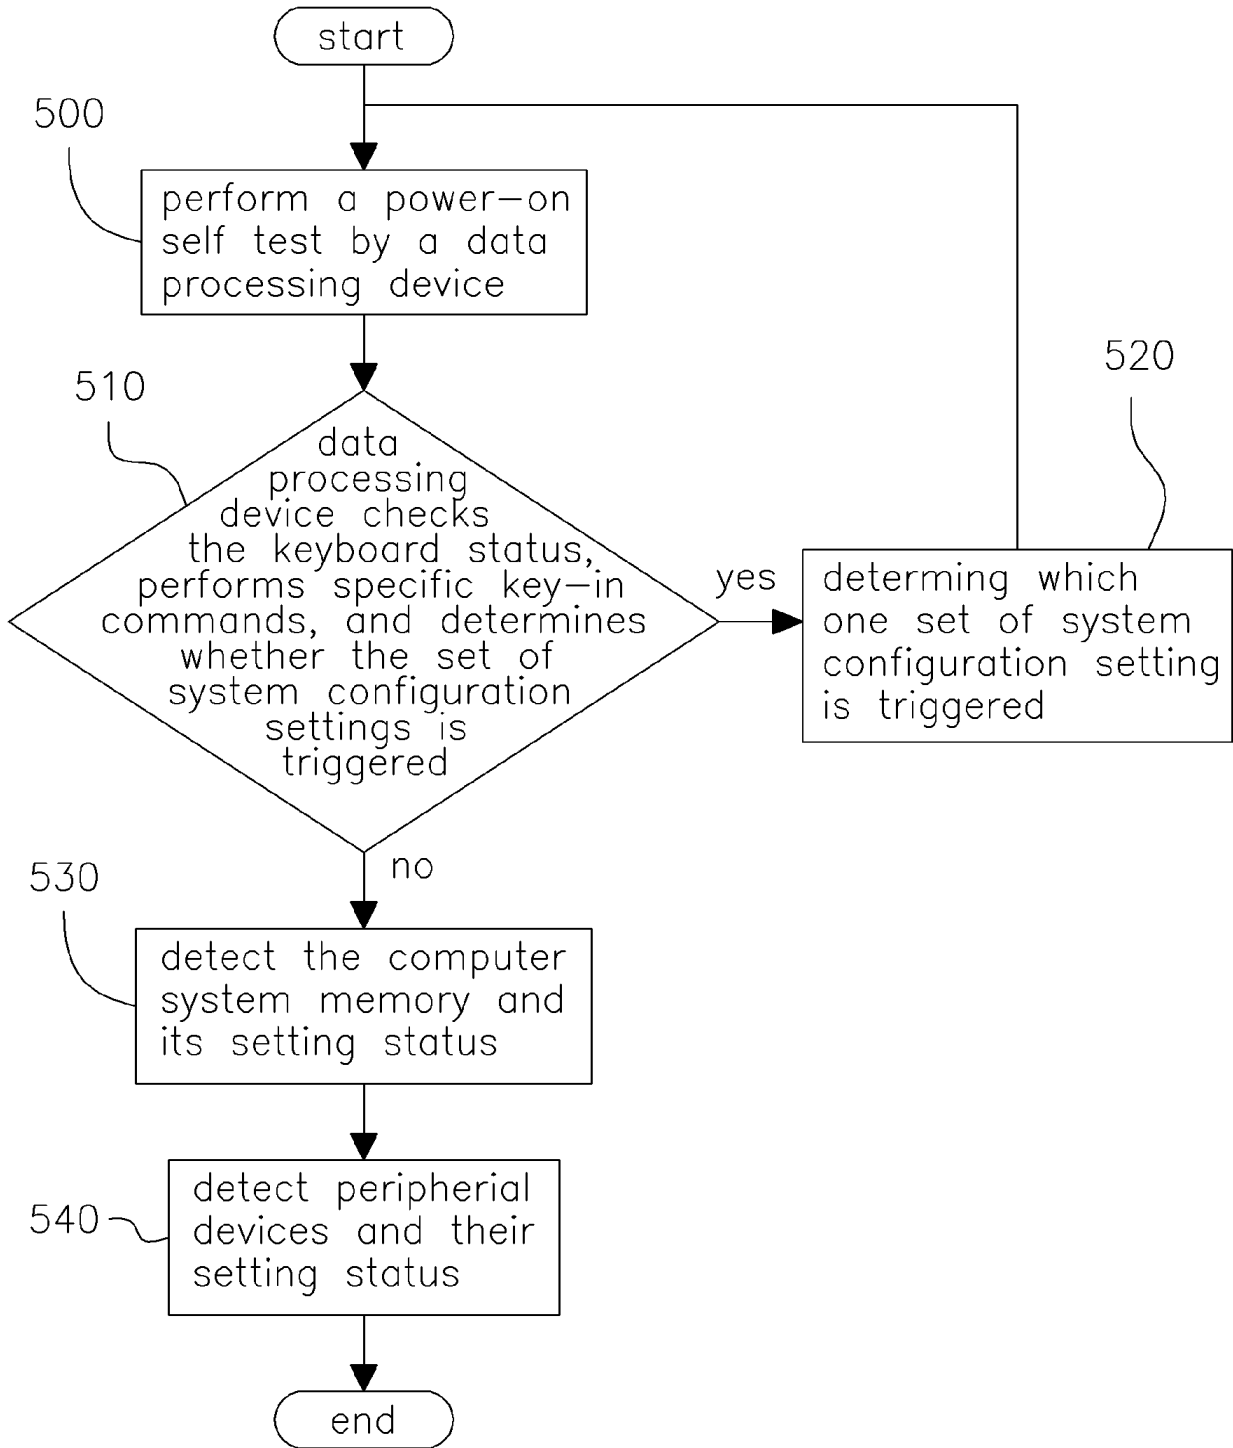 start
500
perform a power-on
self test by a data
processing device
510
data
processing
device checks
the keyboard status,
performs specific key-in
commands, and determines
whether the set of
system configuration
settings is
triggered
yes
520
determing which
one set of system
configuration setting
is triggered
no
530
detect the computer
system memory and
its setting status
540
detect peripherial
devices and their
setting status
end